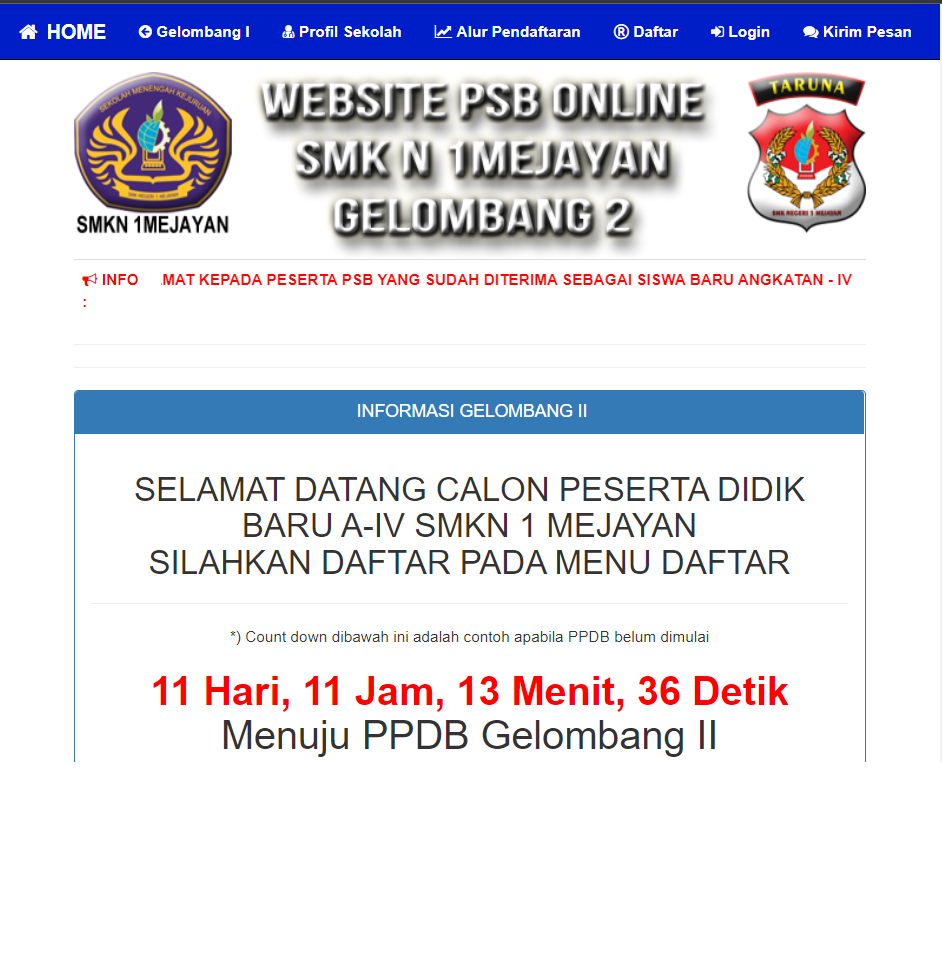 HOME Gelombang I Profil Sekolah Alur Pendaftaran Daftar Login Kirim Pesan
SEKOLAH MENENGAH KEJURUAN
SMK NEGERI 1 MEJAYAN
SMKN 1MEJAYAN
WEBSITE PSB ONLINE
SMK N 1MEJAYAN
GELOMBANG 2
TARUNA
SMK NEGERI 1 MEJAYAN
INFO :
MAT KEPADA PESERTA PSB YANG SUDAH DITERIMA SEBAGAI SISWA BARU ANGKATAN - IV
INFORMASI GELOMBANG II
SELAMAT DATANG CALON PESERTA DIDIK
BARU A-IV SMKN 1 MEJAYAN
SILAHKAN DAFTAR PADA MENU DAFTAR
*) Count down dibawah ini adalah contoh apabila PPDB belum dimulai
11 Hari, 11 Jam, 13 Menit, 36 Detik
Menuju PPDB Gelombang II